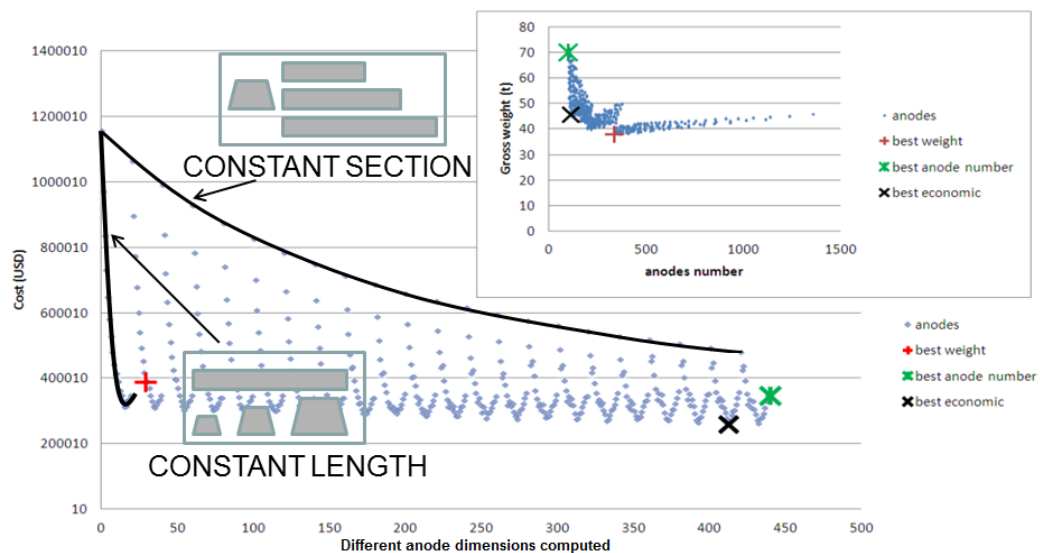 1400010
1200010
1000010
800010
600010
400010
200010
10
Cost (USD)
0
50
100
150
200
250
300
350
400
450
500
Different anode dimensions computed
CONSTANT SECTION
CONSTANT LENGTH
anodes
best weight
best anode number
best economic
80
70
60
50
40
30
20
10
0
Gross weight (t)
0
500
1000
1500
anodes number
anodes
best weight
best anode number
best economic